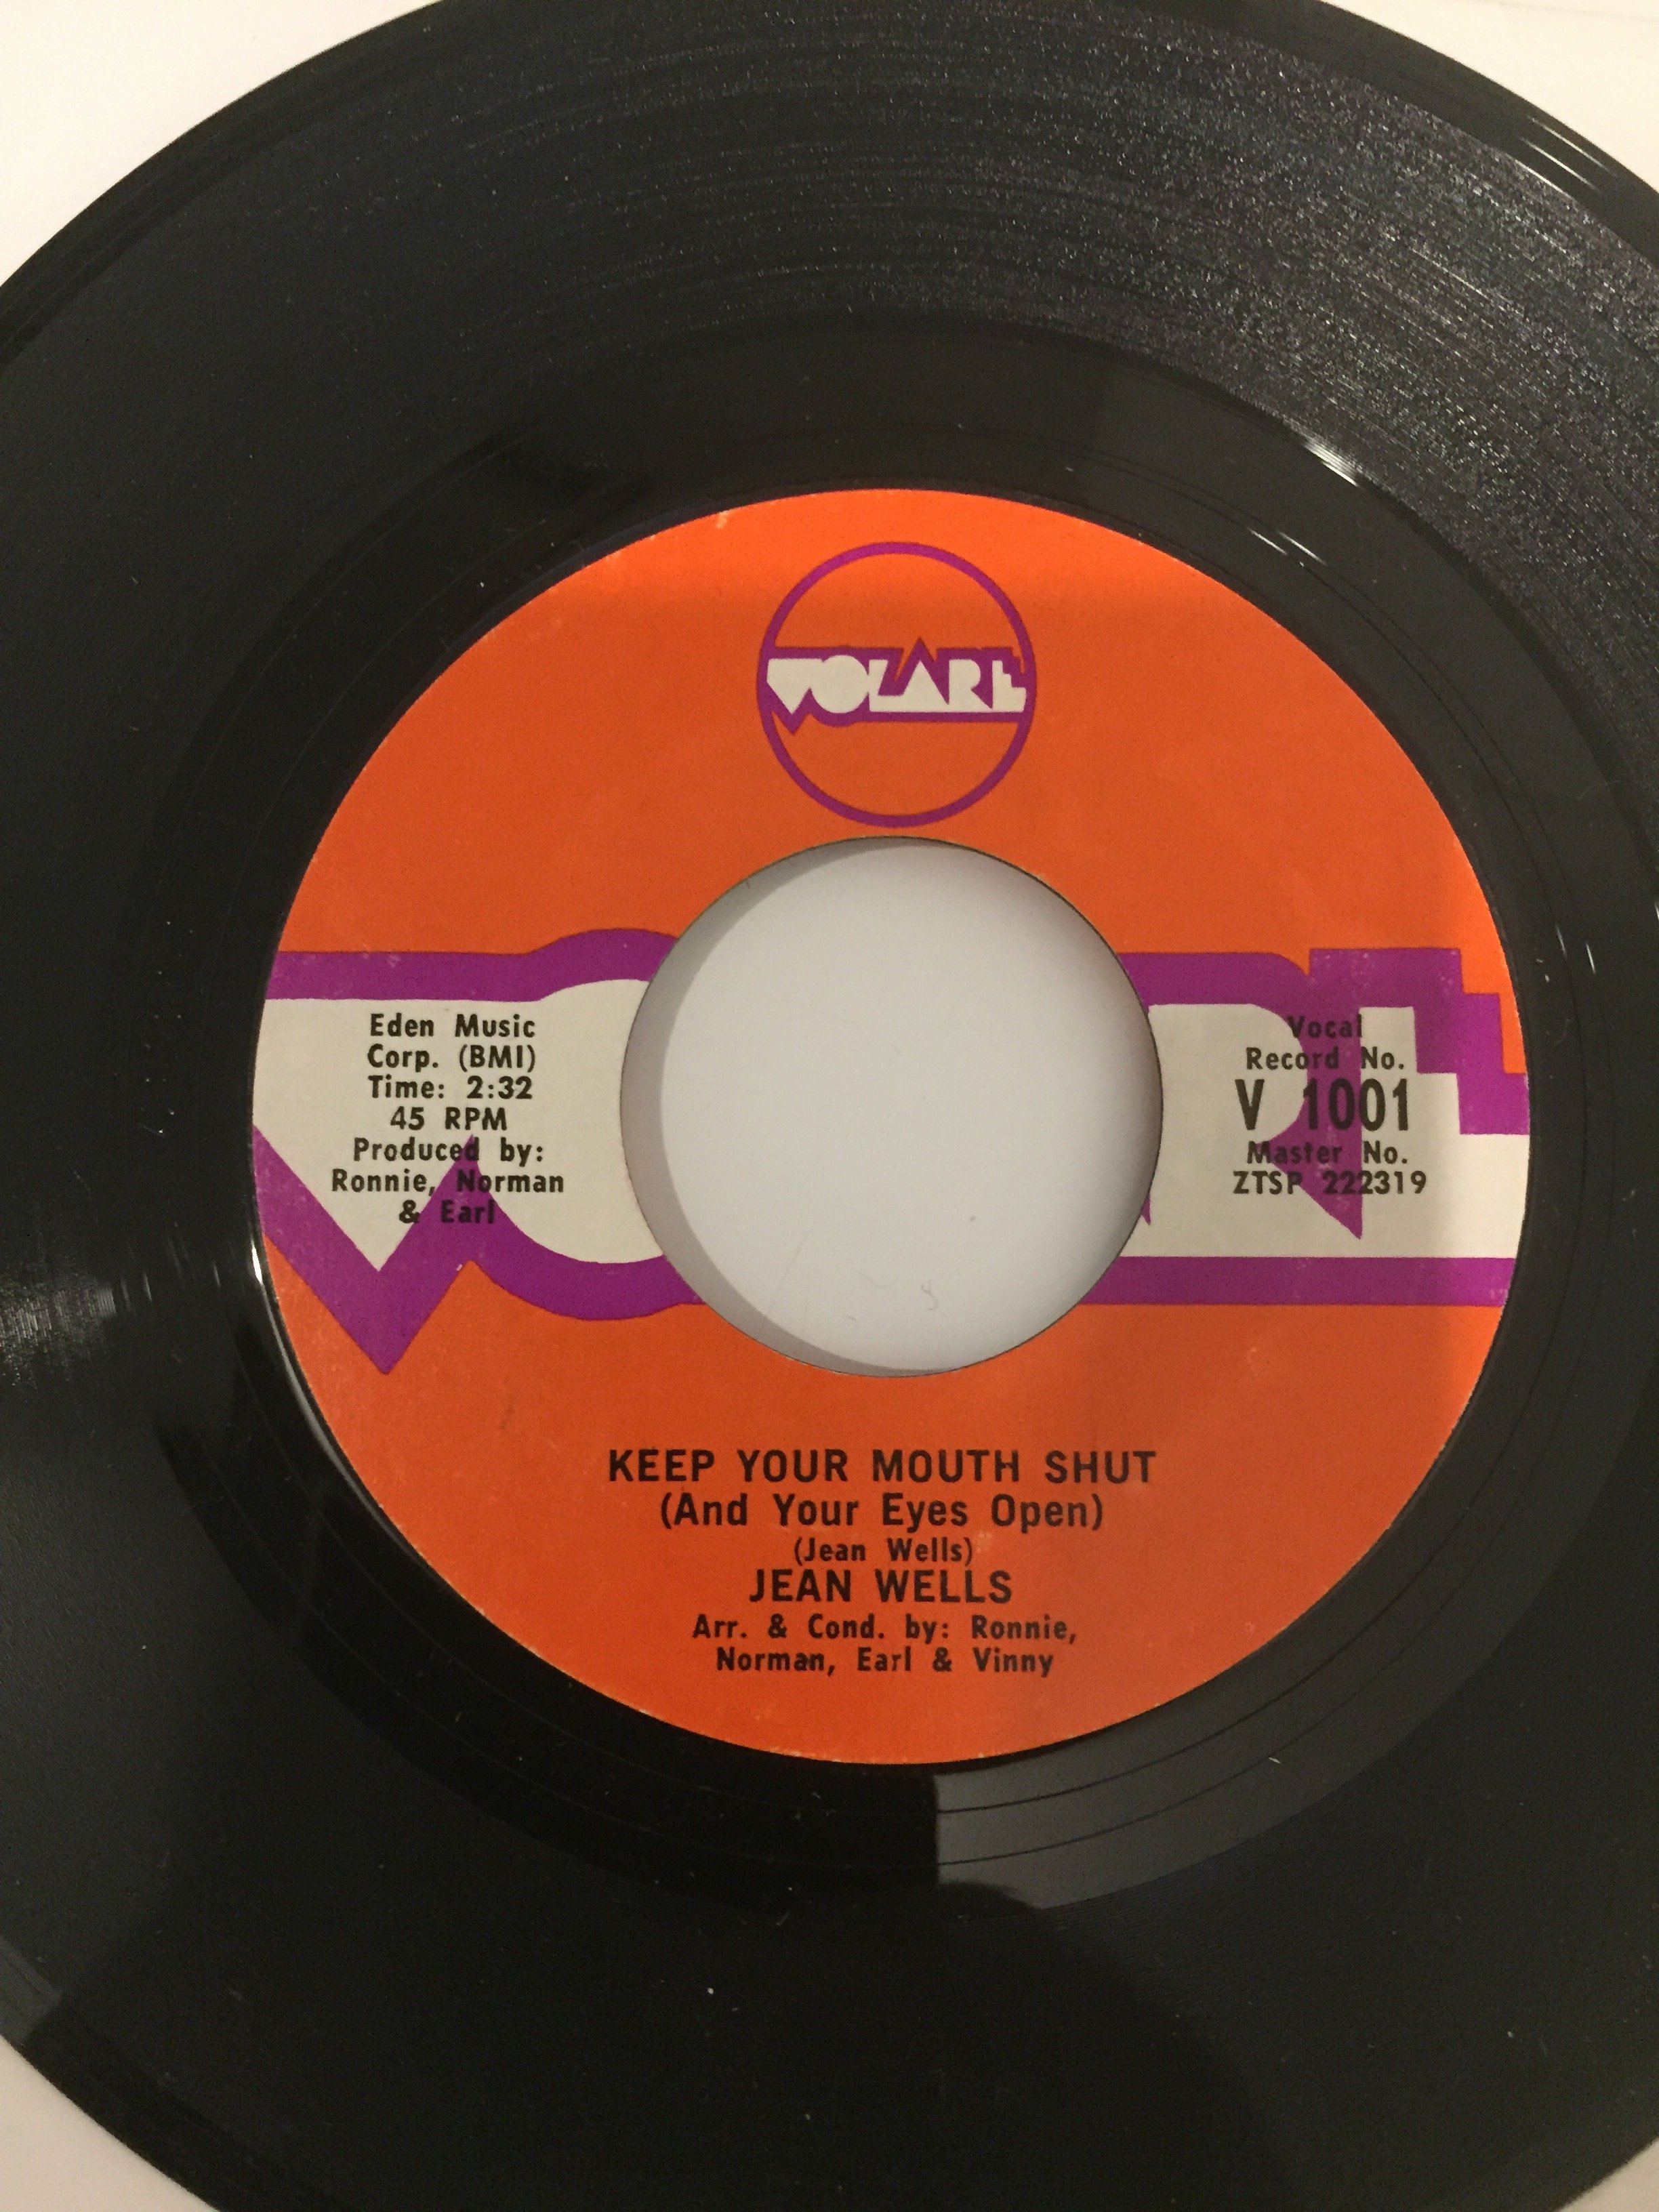 VOLARE
VOLARE
Eden Music
Corp. (BMI)
Time: 2:32
45 RPM
Produced by:
Ronnie, Norman
& Earl
Vocal
Record No.
V 1001
Master No.
ZTSP 222319
KEEP YOUR MOUTH SHUT
(And Your Eyes Open)
(Jean Wells)
JEAN WELLS
Arr. & Cond. by: Ronnie,
Norman, Earl & Vinny